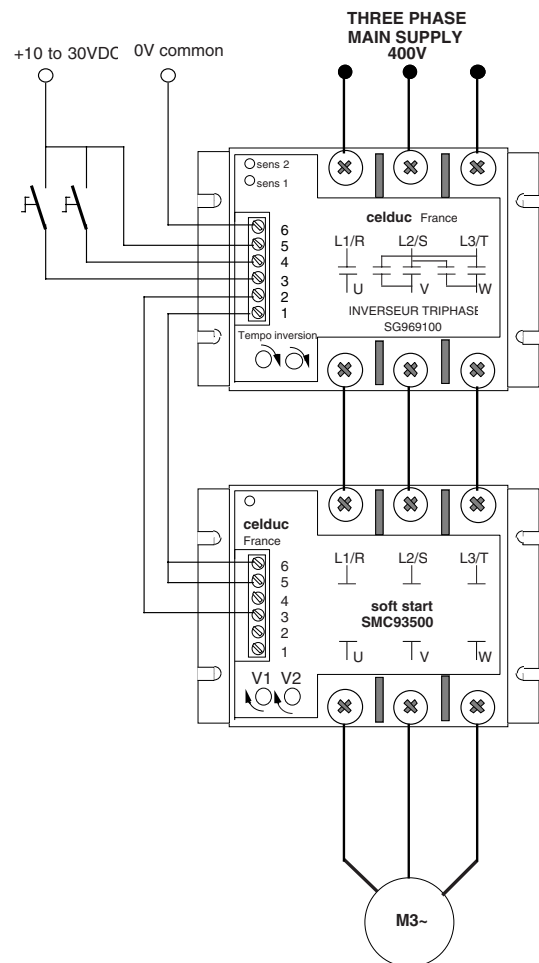 THREE PHASE
MAIN SUPPLY
400V
+10 to 30VDC
0V common
sens 2
sens 1
6
5
4
3
2
1
celduc France
L1/R L2/S L3/T
U V W
INVERSEUR TRIPHASE
SG969100
Tempo inversion
celduc
France
6
5
4
3
2
1
L1/R L2/S L3/T
soft start
SMC93500
U V W
V1 V2
M3~